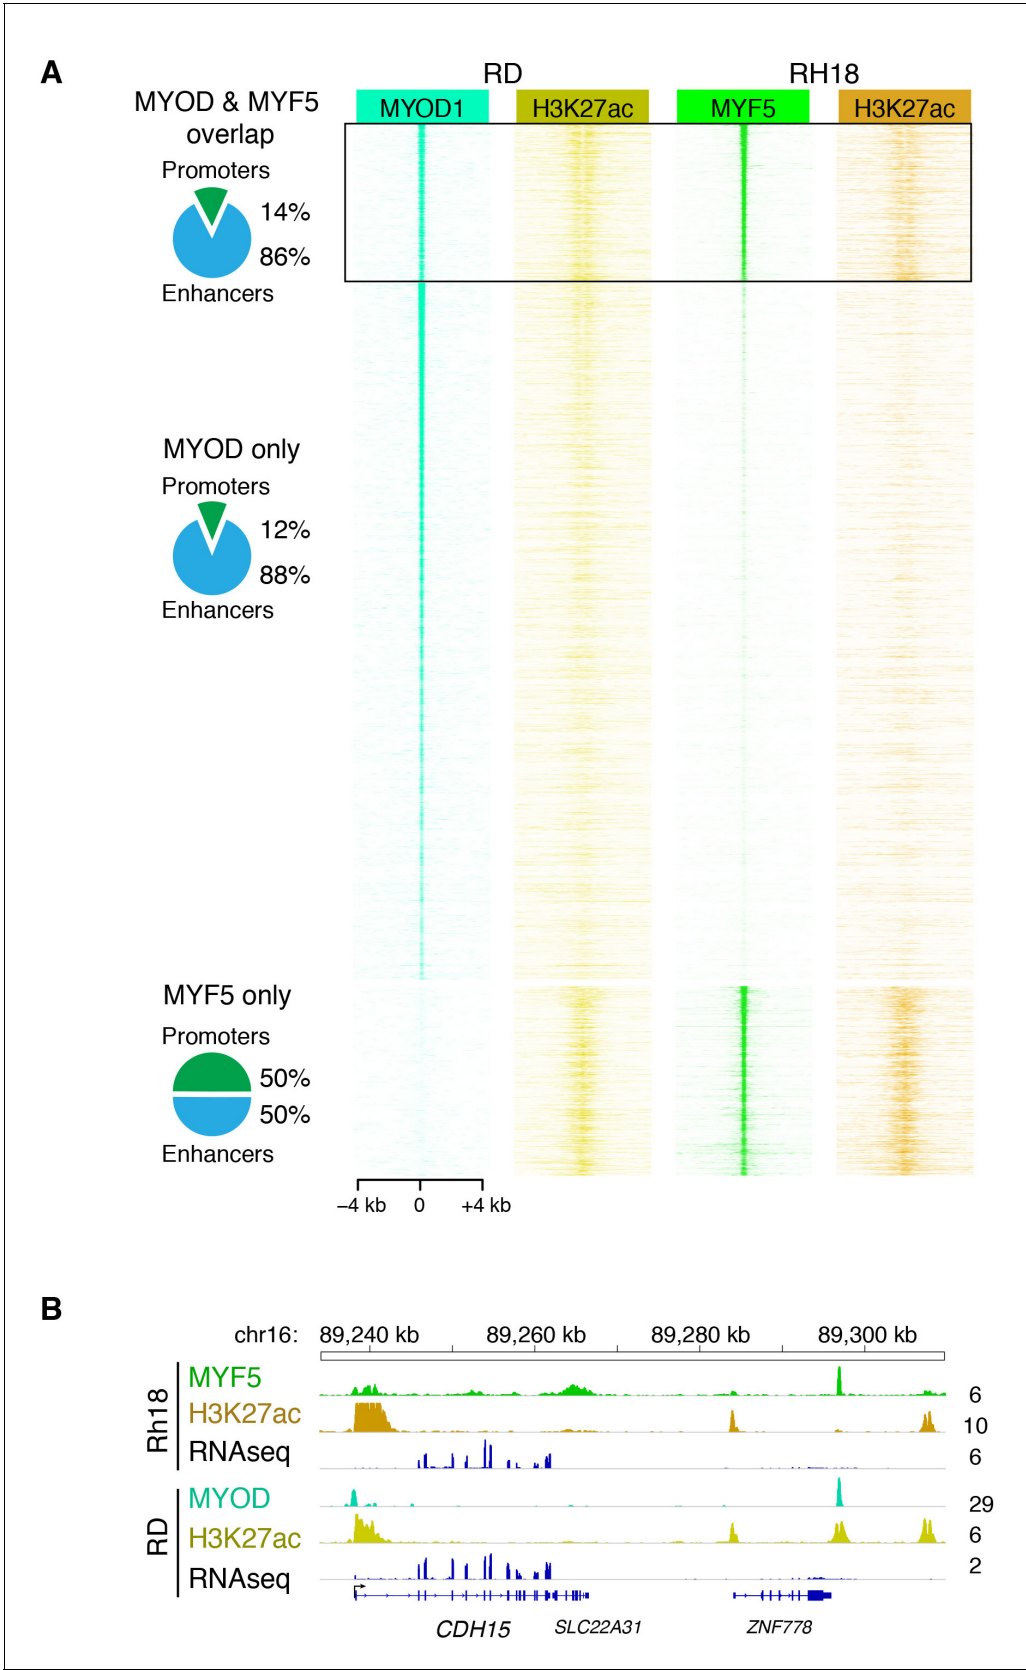 A
RD
RH18
MYOD & MYF5
overlap
MYOD1
H3K27ac
MYF5
H3K27ac
Promoters
14%
86%
Enhancers
MYOD only
Promoters
12%
88%
Enhancers
MYF5 only
Promoters
50%
50%
Enhancers
−4 kb 0 +4 kb
B
chr16: 89,240 kb 89,260 kb 89,280 kb 89,300 kb
Rh18
MYF5 6
H3K27ac 10
RNAseq 6
RD
MYOD 29
H3K27ac 6
RNAseq 2
CDH15 SLC22A31 ZNF778